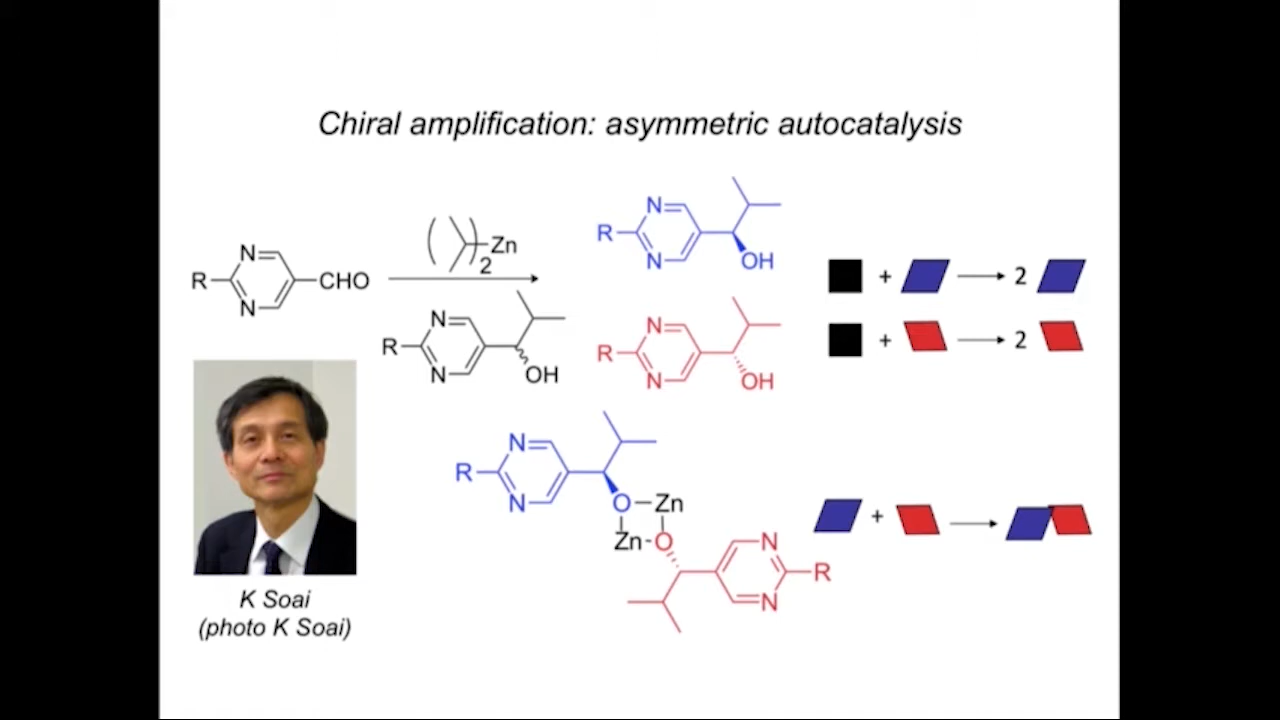 Chiral amplification: asymmetric autocatalysis
N
R
N
CHO
( )2 Zn
N
R
N
OH
N
R
N
OH
N
R
N
OH
+ 2
+ 2
N
R
N
O Zn
Zn O
N
R
N
+
K Soai
(photo K Soai)